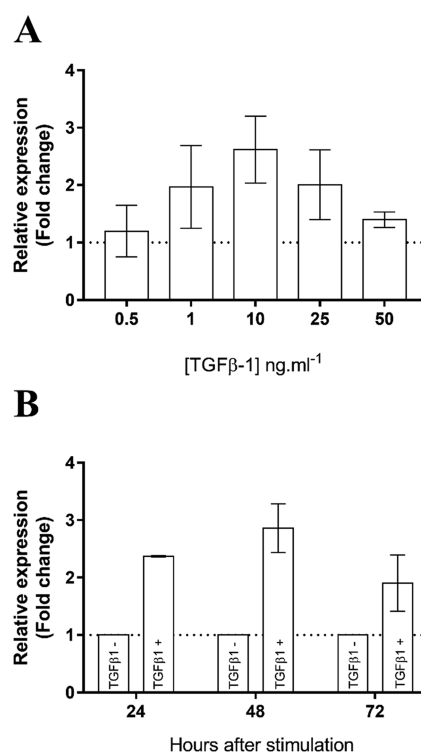 A
Relative expression
(Fold change)
4
3
2
1
0
0.5 1 10 25 50
[TGFβ-1] ng.ml⁻¹
B
Relative expression
(Fold change)
4
3
2
1
0
TGFβ1 - TGFβ1 + TGFβ1 - TGFβ1 + TGFβ1 - TGFβ1 +
24 48 72
Hours after stimulation